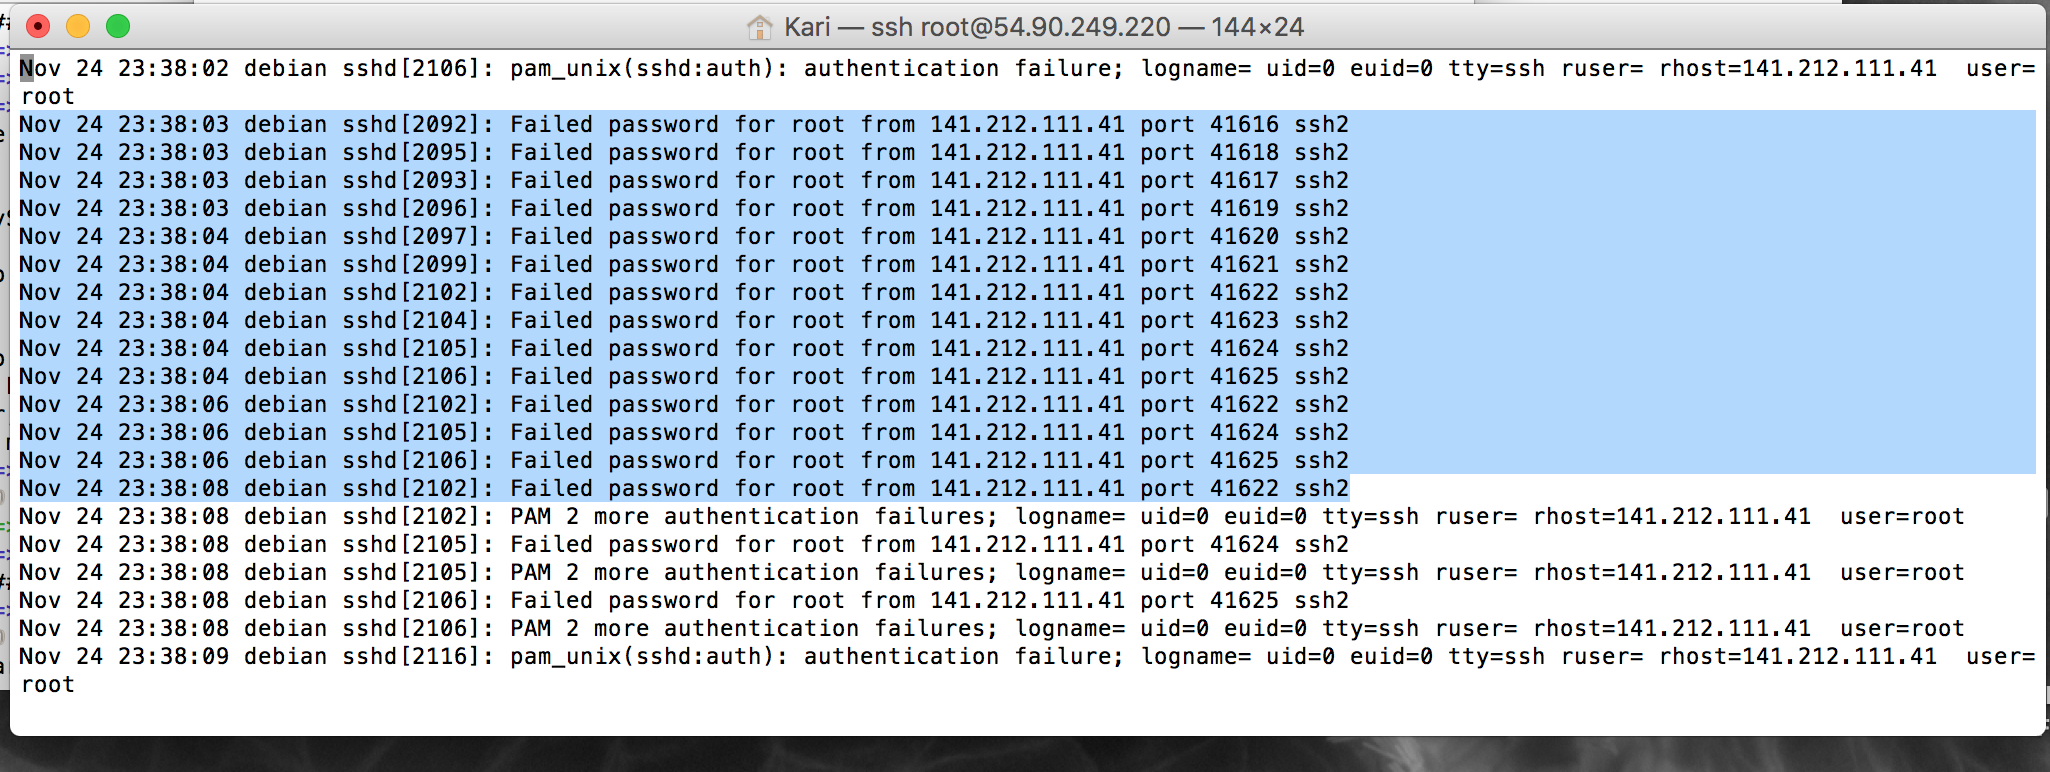 Kari — ssh root@54.90.249.220 — 144×24
Nov 24 23:38:02 debian sshd[2106]: pam_unix(sshd:auth): authentication failure; logname= uid=0 euid=0 tty=ssh ruser= rhost=141.212.111.41  user=
root
Nov 24 23:38:03 debian sshd[2092]: Failed password for root from 141.212.111.41 port 41616 ssh2
Nov 24 23:38:03 debian sshd[2095]: Failed password for root from 141.212.111.41 port 41618 ssh2
Nov 24 23:38:03 debian sshd[2093]: Failed password for root from 141.212.111.41 port 41617 ssh2
Nov 24 23:38:03 debian sshd[2096]: Failed password for root from 141.212.111.41 port 41619 ssh2
Nov 24 23:38:04 debian sshd[2097]: Failed password for root from 141.212.111.41 port 41620 ssh2
Nov 24 23:38:04 debian sshd[2099]: Failed password for root from 141.212.111.41 port 41621 ssh2
Nov 24 23:38:04 debian sshd[2102]: Failed password for root from 141.212.111.41 port 41622 ssh2
Nov 24 23:38:04 debian sshd[2104]: Failed password for root from 141.212.111.41 port 41623 ssh2
Nov 24 23:38:04 debian sshd[2105]: Failed password for root from 141.212.111.41 port 41624 ssh2
Nov 24 23:38:04 debian sshd[2106]: Failed password for root from 141.212.111.41 port 41625 ssh2
Nov 24 23:38:06 debian sshd[2102]: Failed password for root from 141.212.111.41 port 41622 ssh2
Nov 24 23:38:06 debian sshd[2105]: Failed password for root from 141.212.111.41 port 41624 ssh2
Nov 24 23:38:06 debian sshd[2106]: Failed password for root from 141.212.111.41 port 41625 ssh2
Nov 24 23:38:08 debian sshd[2102]: Failed password for root from 141.212.111.41 port 41622 ssh2
Nov 24 23:38:08 debian sshd[2102]: PAM 2 more authentication failures; logname= uid=0 euid=0 tty=ssh ruser= rhost=141.212.111.41  user=root
Nov 24 23:38:08 debian sshd[2105]: Failed password for root from 141.212.111.41 port 41624 ssh2
Nov 24 23:38:08 debian sshd[2105]: PAM 2 more authentication failures; logname= uid=0 euid=0 tty=ssh ruser= rhost=141.212.111.41  user=root
Nov 24 23:38:08 debian sshd[2106]: Failed password for root from 141.212.111.41 port 41625 ssh2
Nov 24 23:38:08 debian sshd[2106]: PAM 2 more authentication failures; logname= uid=0 euid=0 tty=ssh ruser= rhost=141.212.111.41  user=root
Nov 24 23:38:09 debian sshd[2116]: pam_unix(sshd:auth): authentication failure; logname= uid=0 euid=0 tty=ssh ruser= rhost=141.212.111.41  user=
root